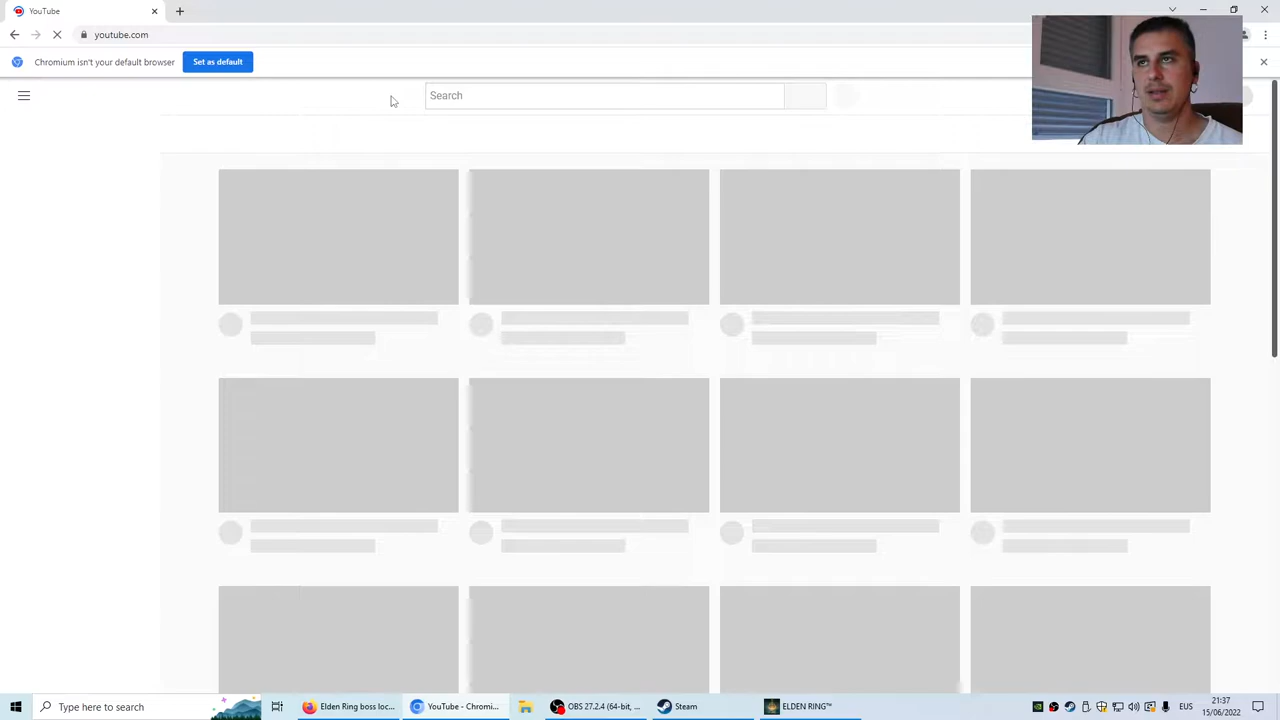 YouTube
youtube.com
Chromium isn't your default browser
Set as default
Search
Type here to search
Elden Ring boss loc...
YouTube - Chromi...
OBS 27.2.4 (64-bit, ...
Steam
ELDEN RING™
EUS
21:37
15/06/2022